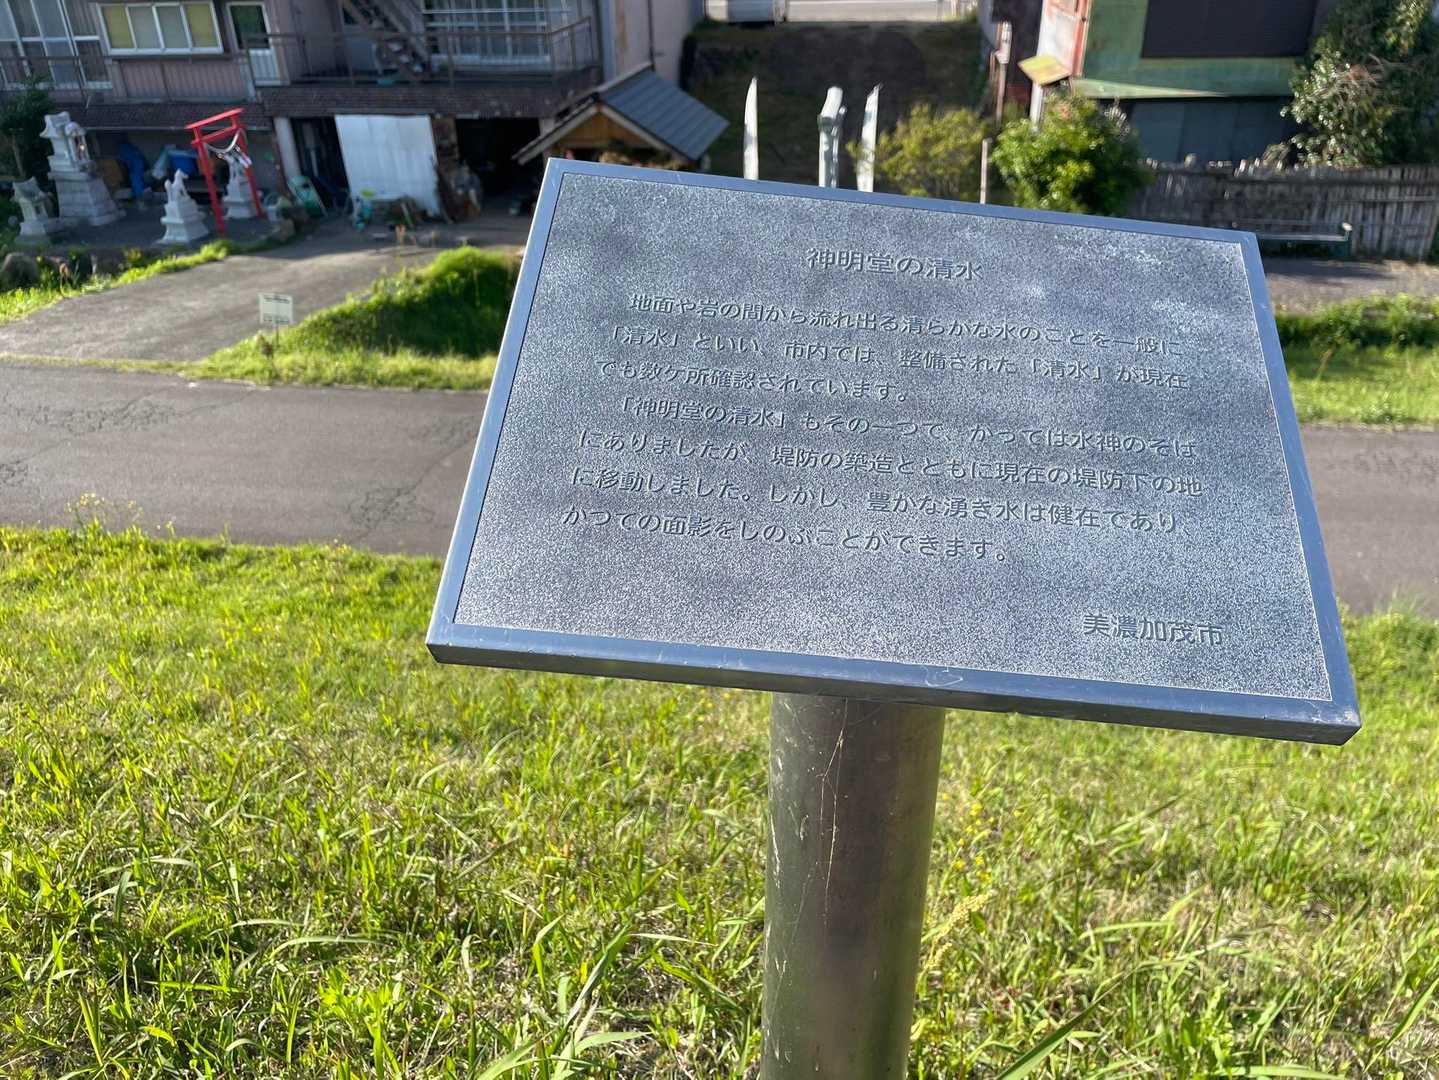 神明堂の清水
地面や岩の間から流れ出る清らかな水のことを一般に
「清水」といい、市内では、整備された「清水」が現在
でも数ケ所確認されています。
「神明堂の清水」もその一つで、かつては水神のそば
にありましたが、堤防の築造とともに現在の堤防下の地
に移動しました。しかし、豊かな湧き水は健在であり、
かつての面影をしのぶことができます。
美濃加茂市